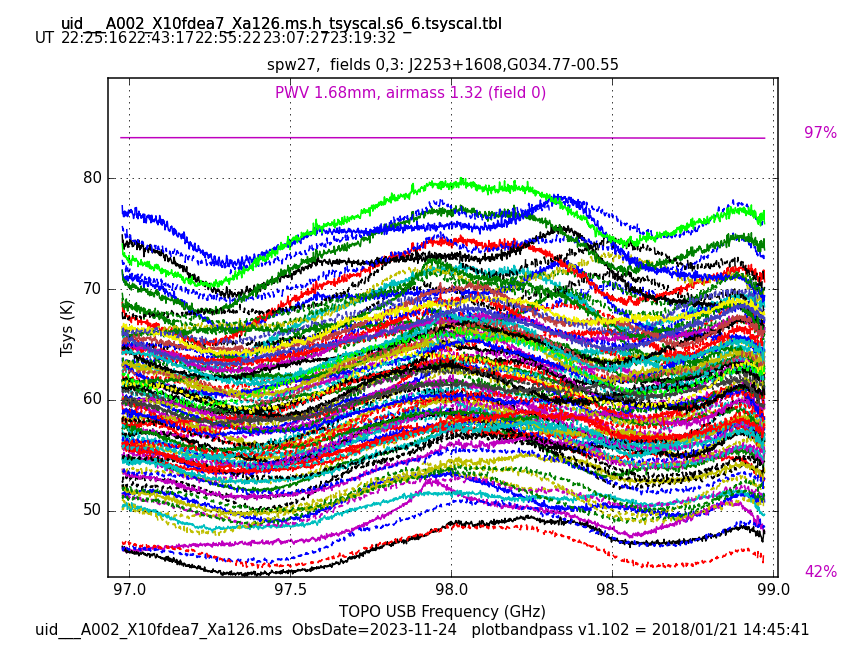 uid___A002_X10fdea7_Xa126.ms.h_tsyscal.s6_6.tsyscal.tbl
UT 22:25:16 22:43:17 22:55:22 23:07:27 23:19:32
spw27, fields 0,3: J2253+1608,G034.77-00.55
PWV 1.68mm, airmass 1.32 (field 0)
97%
80
70
60
50
Tsys (K)
42%
97.0 97.5 98.0 98.5 99.0
TOPO USB Frequency (GHz)
uid___A002_X10fdea7_Xa126.ms ObsDate=2023-11-24 plotbandpass v1.102 = 2018/01/21 14:45:41